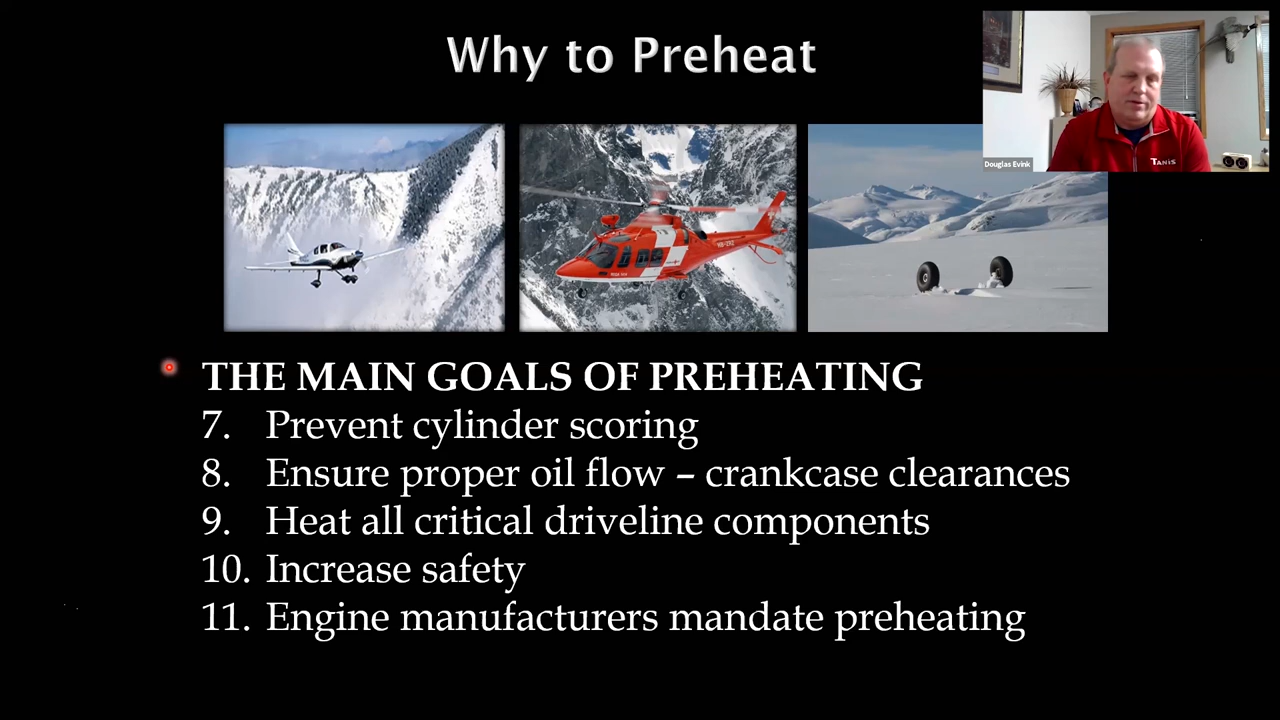 Why to Preheat
Douglas Evink
TANIS
THE MAIN GOALS OF PREHEATING
7. Prevent cylinder scoring
8. Ensure proper oil flow – crankcase clearances
9. Heat all critical driveline components
10. Increase safety
11. Engine manufacturers mandate preheating